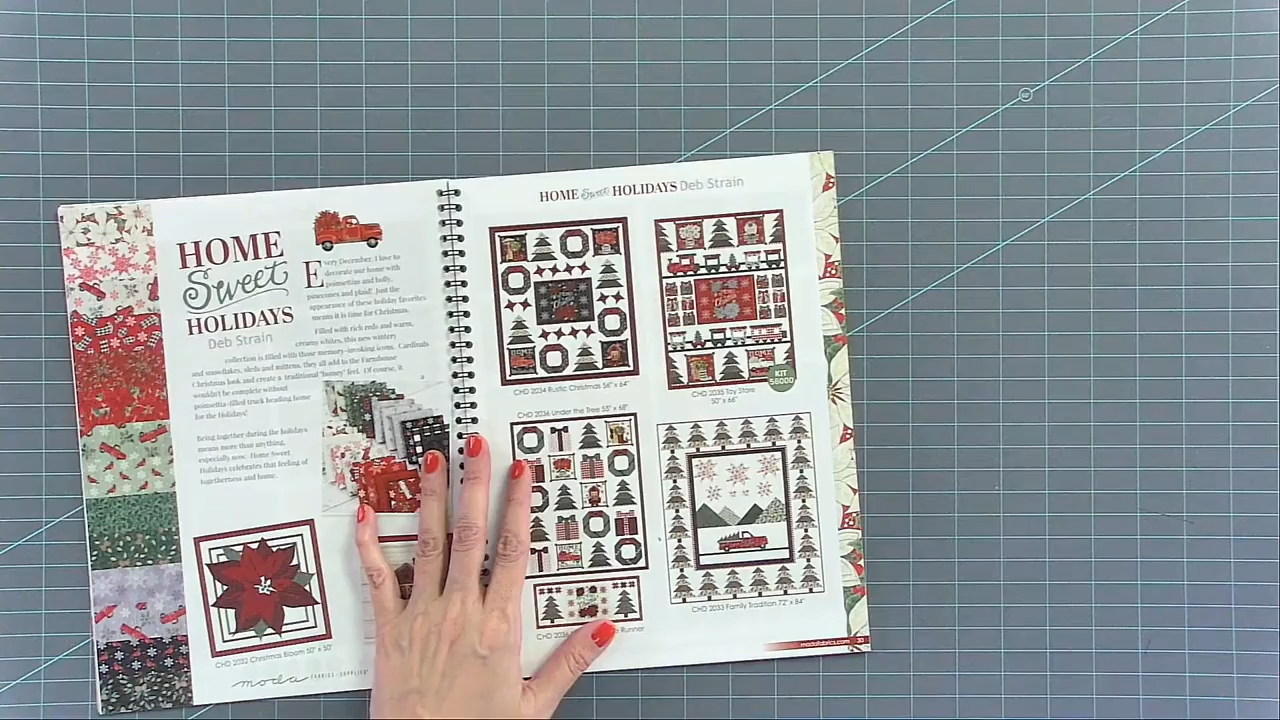 HOME
Sweet
HOLIDAYS
Deb Strain
Every December, I love to
decorate our home with
poinsettias and holly,
pinecones and plaid! Just the
appearance of these holiday favorites
means it is time for Christmas.
Filled with rich reds and warm,
creamy whites, this new wintery
collection is filled with those memory-invoking icons. Cardinals
and snowflakes, sleds and mittens, they all add to the Farmhouse
Christmas look and create a traditional "homey" feel. Of course, it
wouldn't be complete without
poinsettia-filled truck heading home
for the Holidays!
Being together during the holidays
means more than anything,
especially now. Home Sweet
Holidays celebrates that feeling of
togetherness and home.
CHD 2032 Christmas Bloom 50" x 50"
moda FABRICS + SUPPLIES
HOME Sweet HOLIDAYS Deb Strain
CHD 2034 Rustic Christmas 56" x 64"
CHD 2035 Toy Store
50" x 66"
KIT
56000
CHD 2036 Under the Tree 55" x 68"
CHD 2033 Family Tradition 72" x 84"
Runner
modafabrics.com
60°